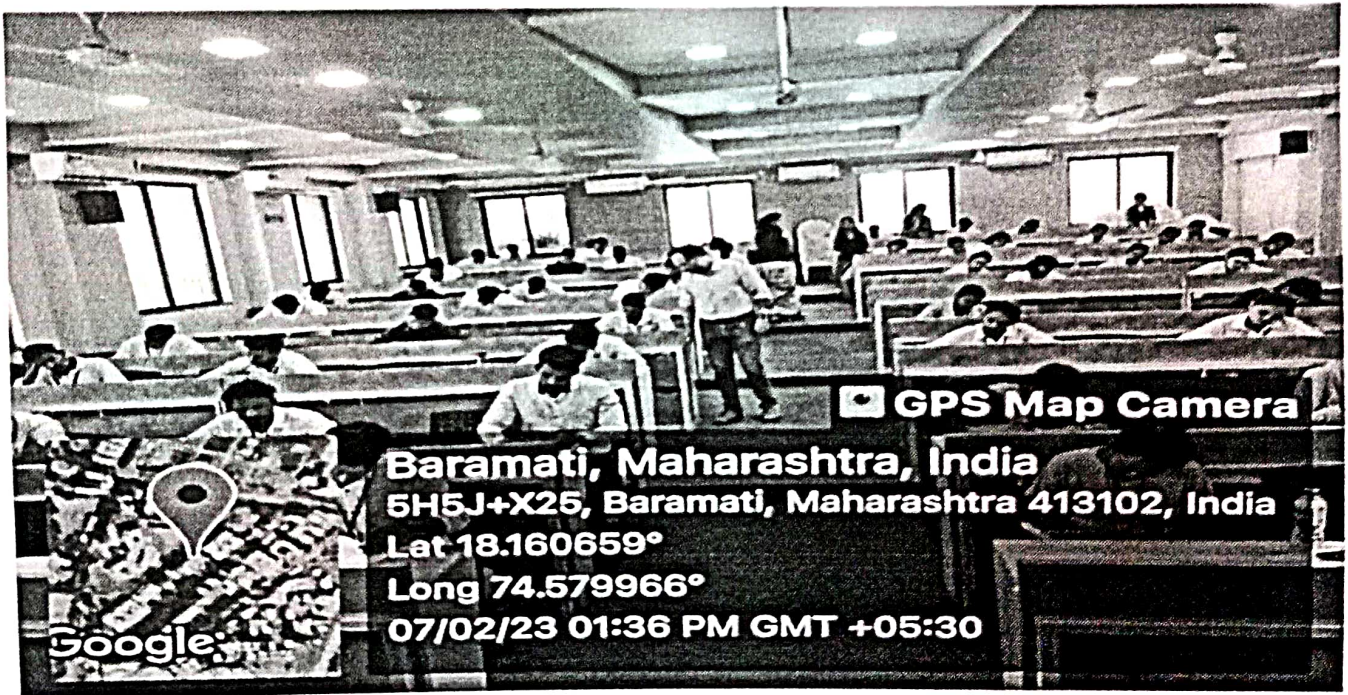 GPS Map Camera
Baramati, Maharashtra, India
5H5J+X25, Baramati, Maharashtra 413102, India
Lat 18.160659°
Long 74.579966°
07/02/23 01:36 PM GMT +05:30
Google